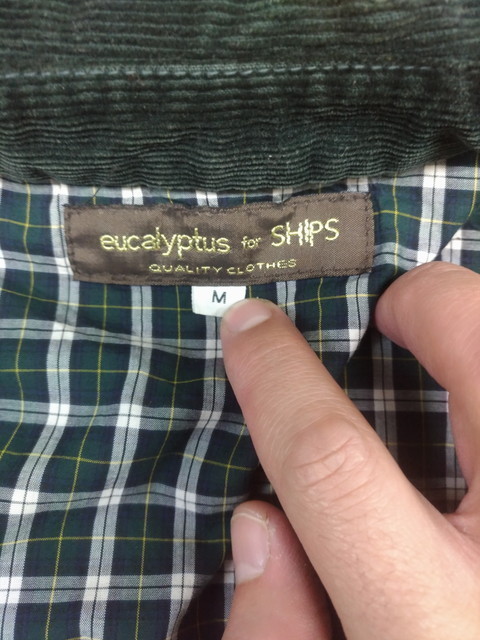 eucalyptus for SHIPS
QUALITY CLOTHES
M